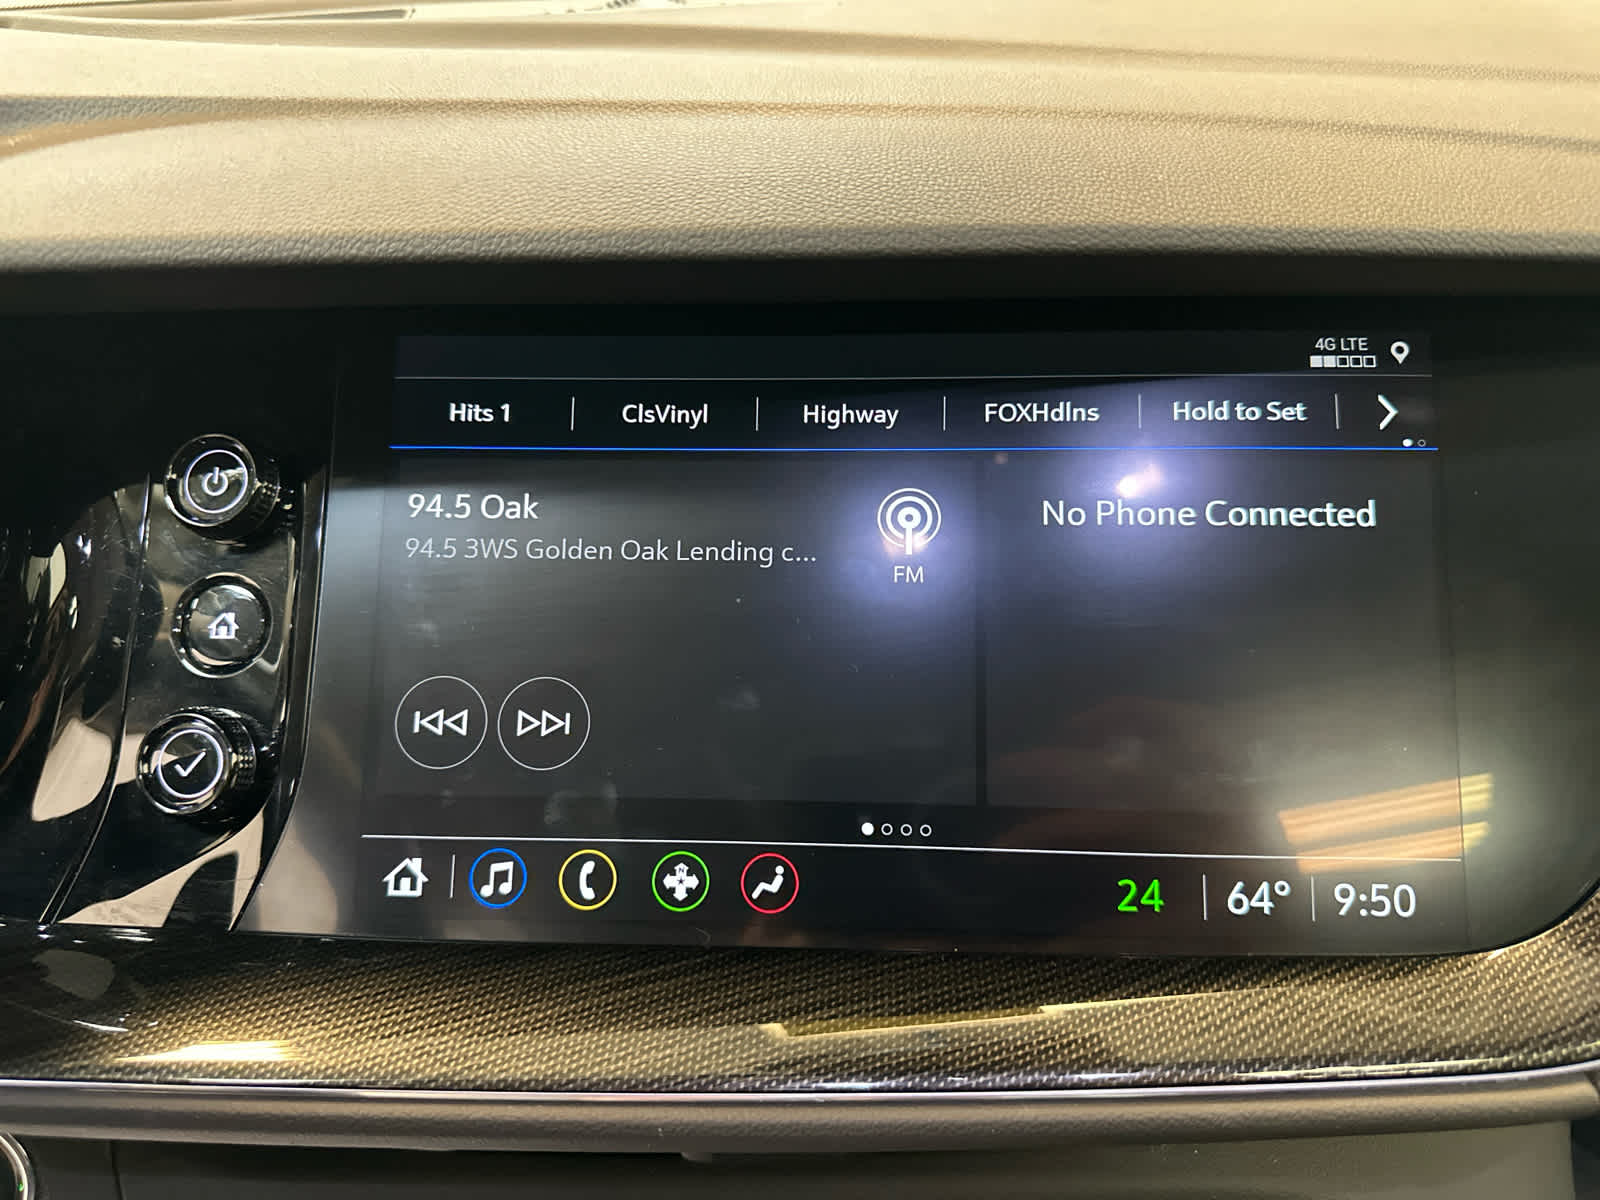 4G LTE
Hits 1
ClsVinyl
Highway
FOXHdlns
Hold to Set
94.5 Oak
94.5 3WS Golden Oak Lending c...
FM
No Phone Connected
N
24
64°
9:50